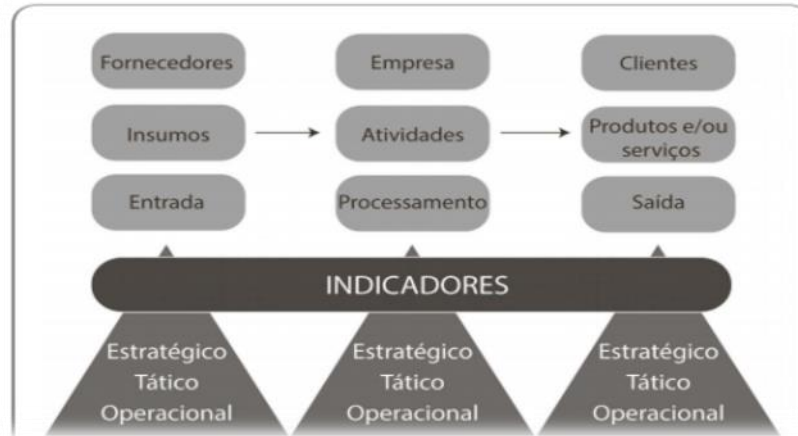 Fornecedores
Empresa
Clientes
Insumos
Atividades
Produtos e/ou
serviços
Entrada
Processamento
Saída
INDICADORES
Estratégico
Tático
Operacional
Estratégico
Tático
Operacional
Estratégico
Tático
Operacional